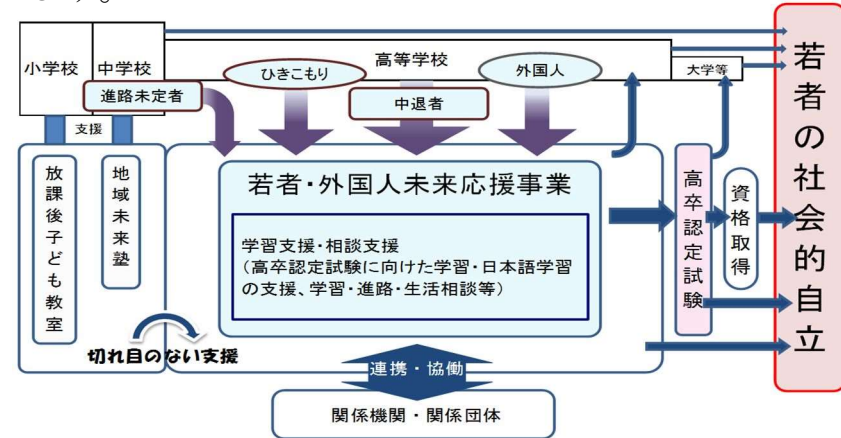 小学校
中学校
高等学校
大学等
ひきこもり
外国人
進路未定者
中退者
支援
放課後子ども教室
地域未来塾
若者・外国人未来応援事業
学習支援・相談支援
(高卒認定試験に向けた学習・日本語学習
の支援、学習・進路・生活相談等)
高卒認定試験
資格取得
若者の社会的自立
切れ目のない支援
連携・協働
関係機関・関係団体